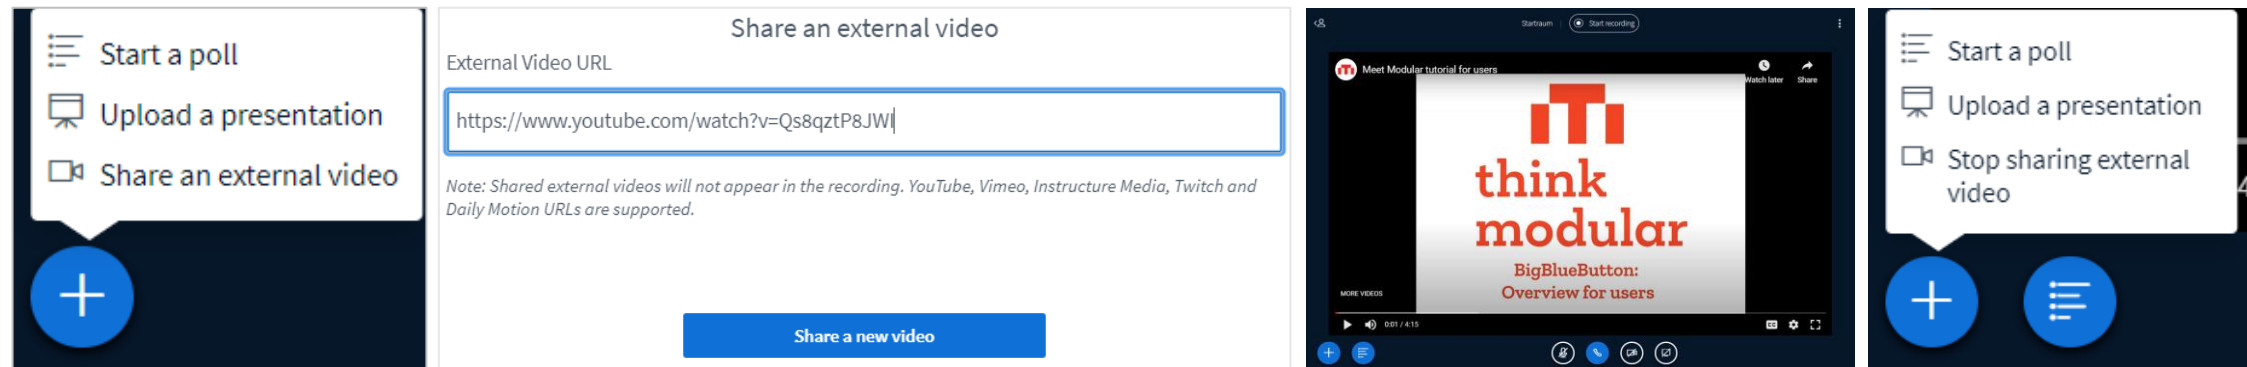 Start a poll
Upload a presentation
Share an external video
Share an external video
External Video URL
https://www.youtube.com/watch?v=Qs8qztP8JWI
Note: Shared external videos will not appear in the recording. YouTube, Vimeo, Instructure Media, Twitch and
Daily Motion URLs are supported.
Share a new video
Startraum
Start recording
Meet Modular tutorial for users
Watch later
Share
think
modular
BigBlueButton:
Overview for users
MORE VIDEOS
0:01 / 4:15
CC
Start a poll
Upload a presentation
Stop sharing external
video